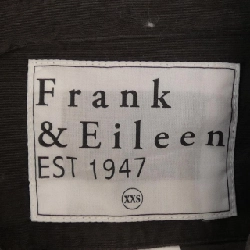 Frank
& Eileen
EST 1947
XXS